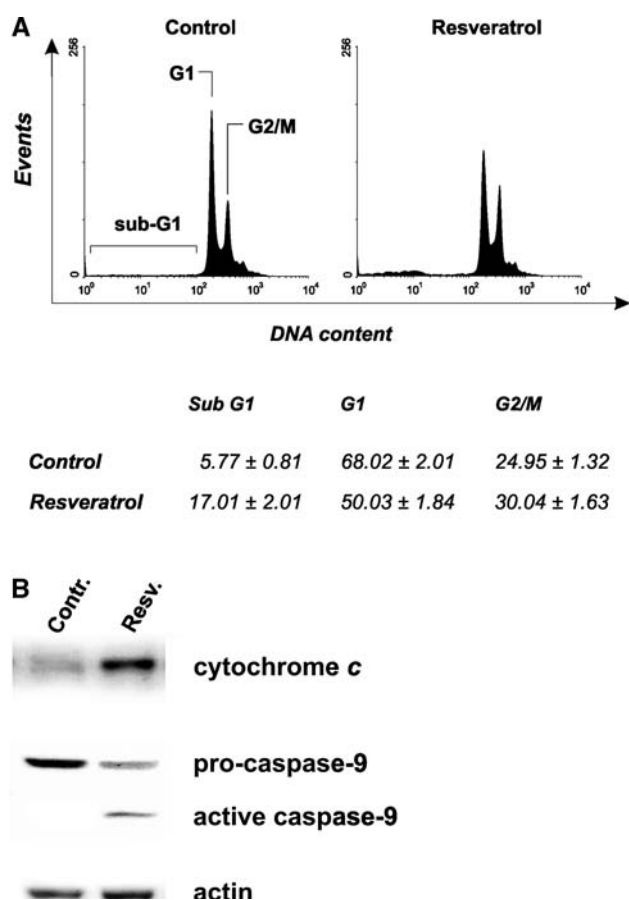 A
Control
Resveratrol
256
256
G1
G2/M
Events
sub-G1
0
0
10⁰ 10¹ 10² 10³ 10⁴
10⁰ 10¹ 10² 10³ 10⁴
DNA content
Sub G1 G1 G2/M
Control 5.77 ± 0.81 68.02 ± 2.01 24.95 ± 1.32
Resveratrol 17.01 ± 2.01 50.03 ± 1.84 30.04 ± 1.63
B
Contr. Resv.
cytochrome c
pro-caspase-9
active caspase-9
actin